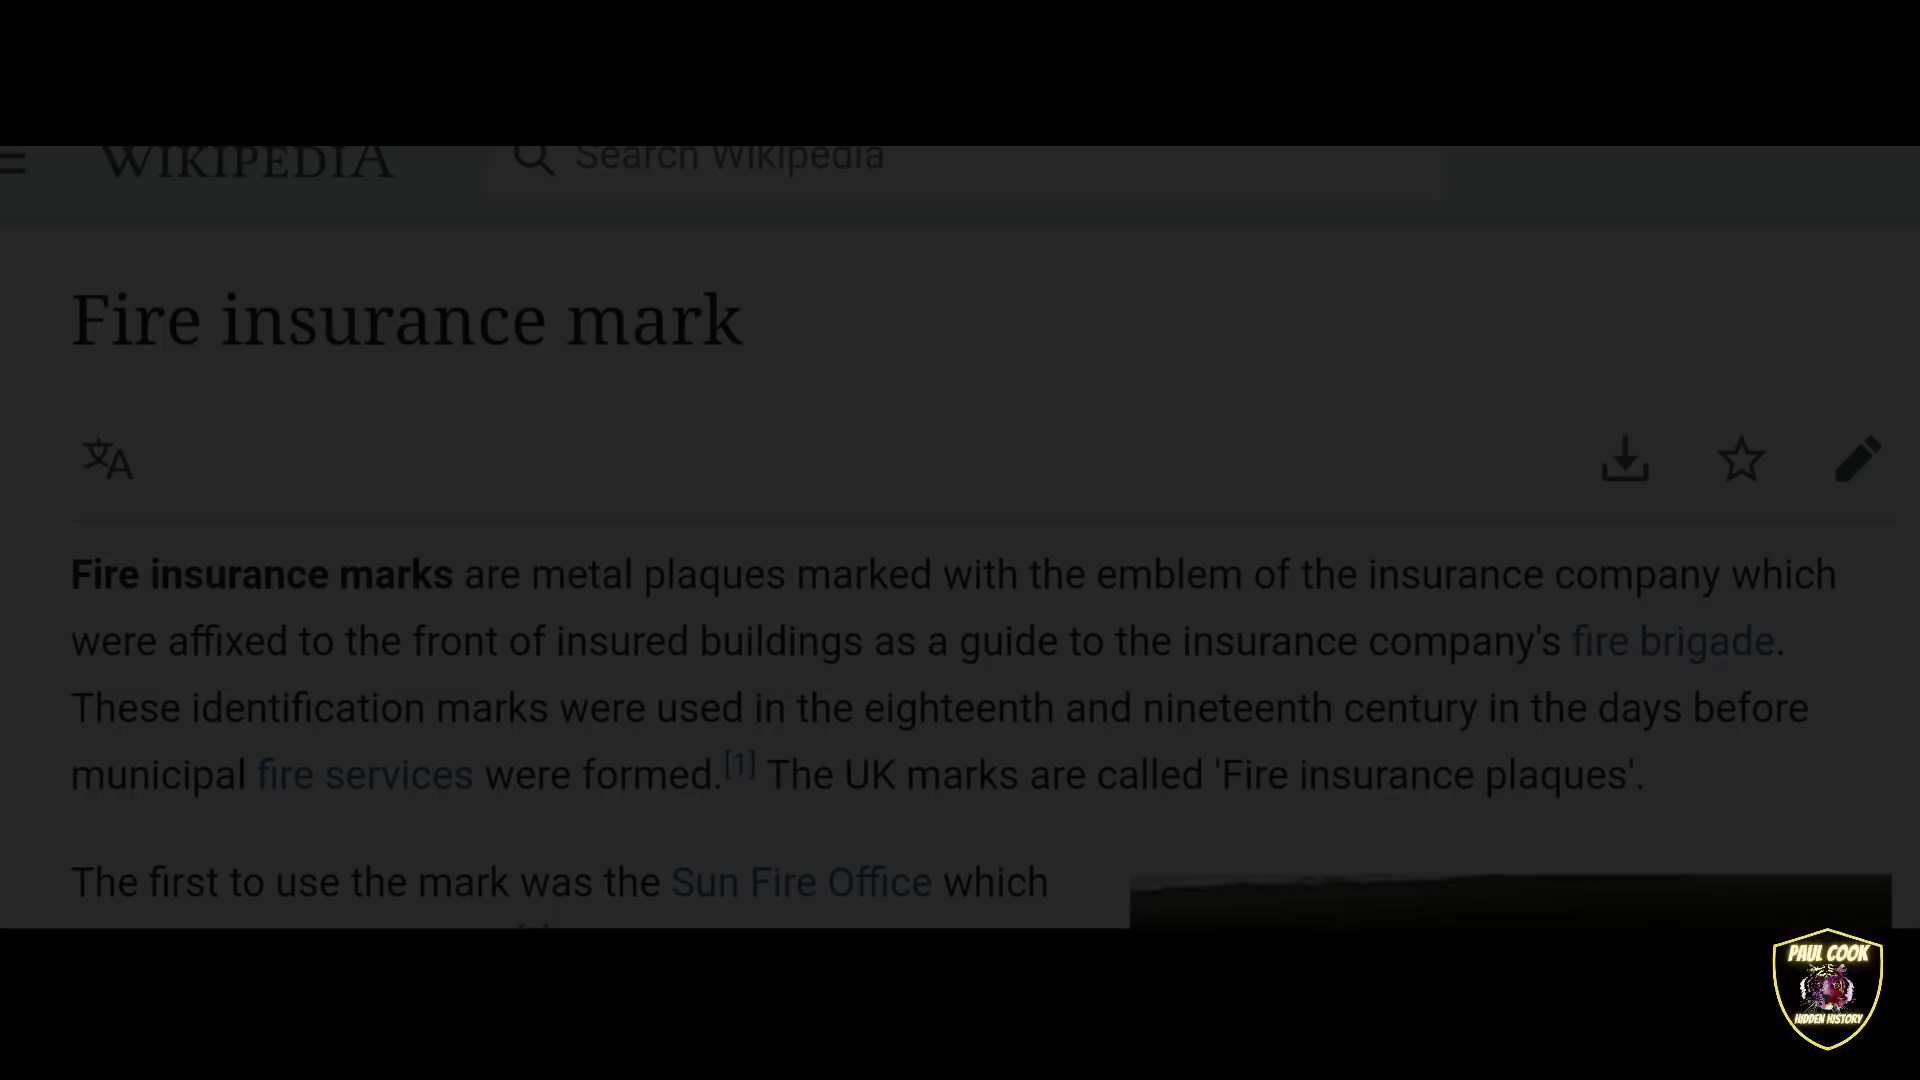 WIKIPEDIA
Search Wikipedia
Fire insurance mark
Fire insurance marks are metal plaques marked with the emblem of the insurance company which
were affixed to the front of insured buildings as a guide to the insurance company's fire brigade.
These identification marks were used in the eighteenth and nineteenth century in the days before
municipal fire services were formed.[1] The UK marks are called 'Fire insurance plaques'.
The first to use the mark was the Sun Fire Office which
PAUL COOK
HIDDEN HISTORY